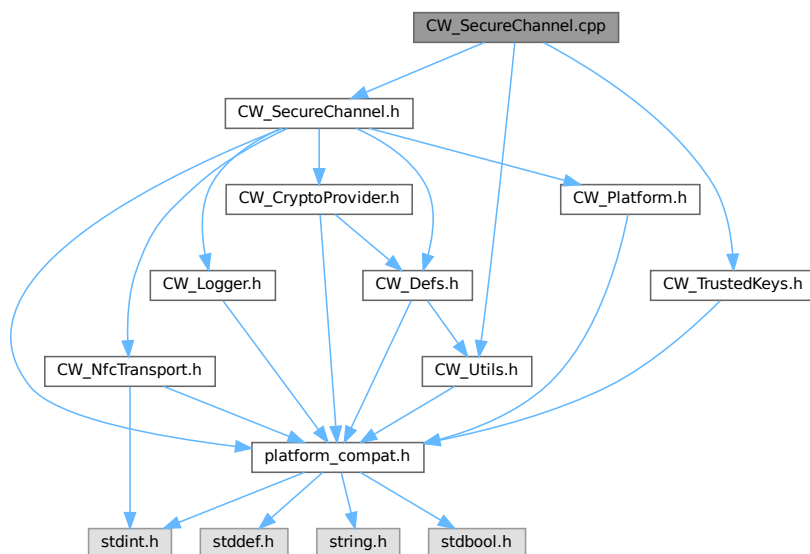 CW_SecureChannel.cpp
CW_SecureChannel.h
CW_CryptoProvider.h
CW_Platform.h
CW_Logger.h
CW_Defs.h
CW_TrustedKeys.h
CW_NfcTransport.h
CW_Utils.h
platform_compat.h
stdint.h
stddef.h
string.h
stdbool.h